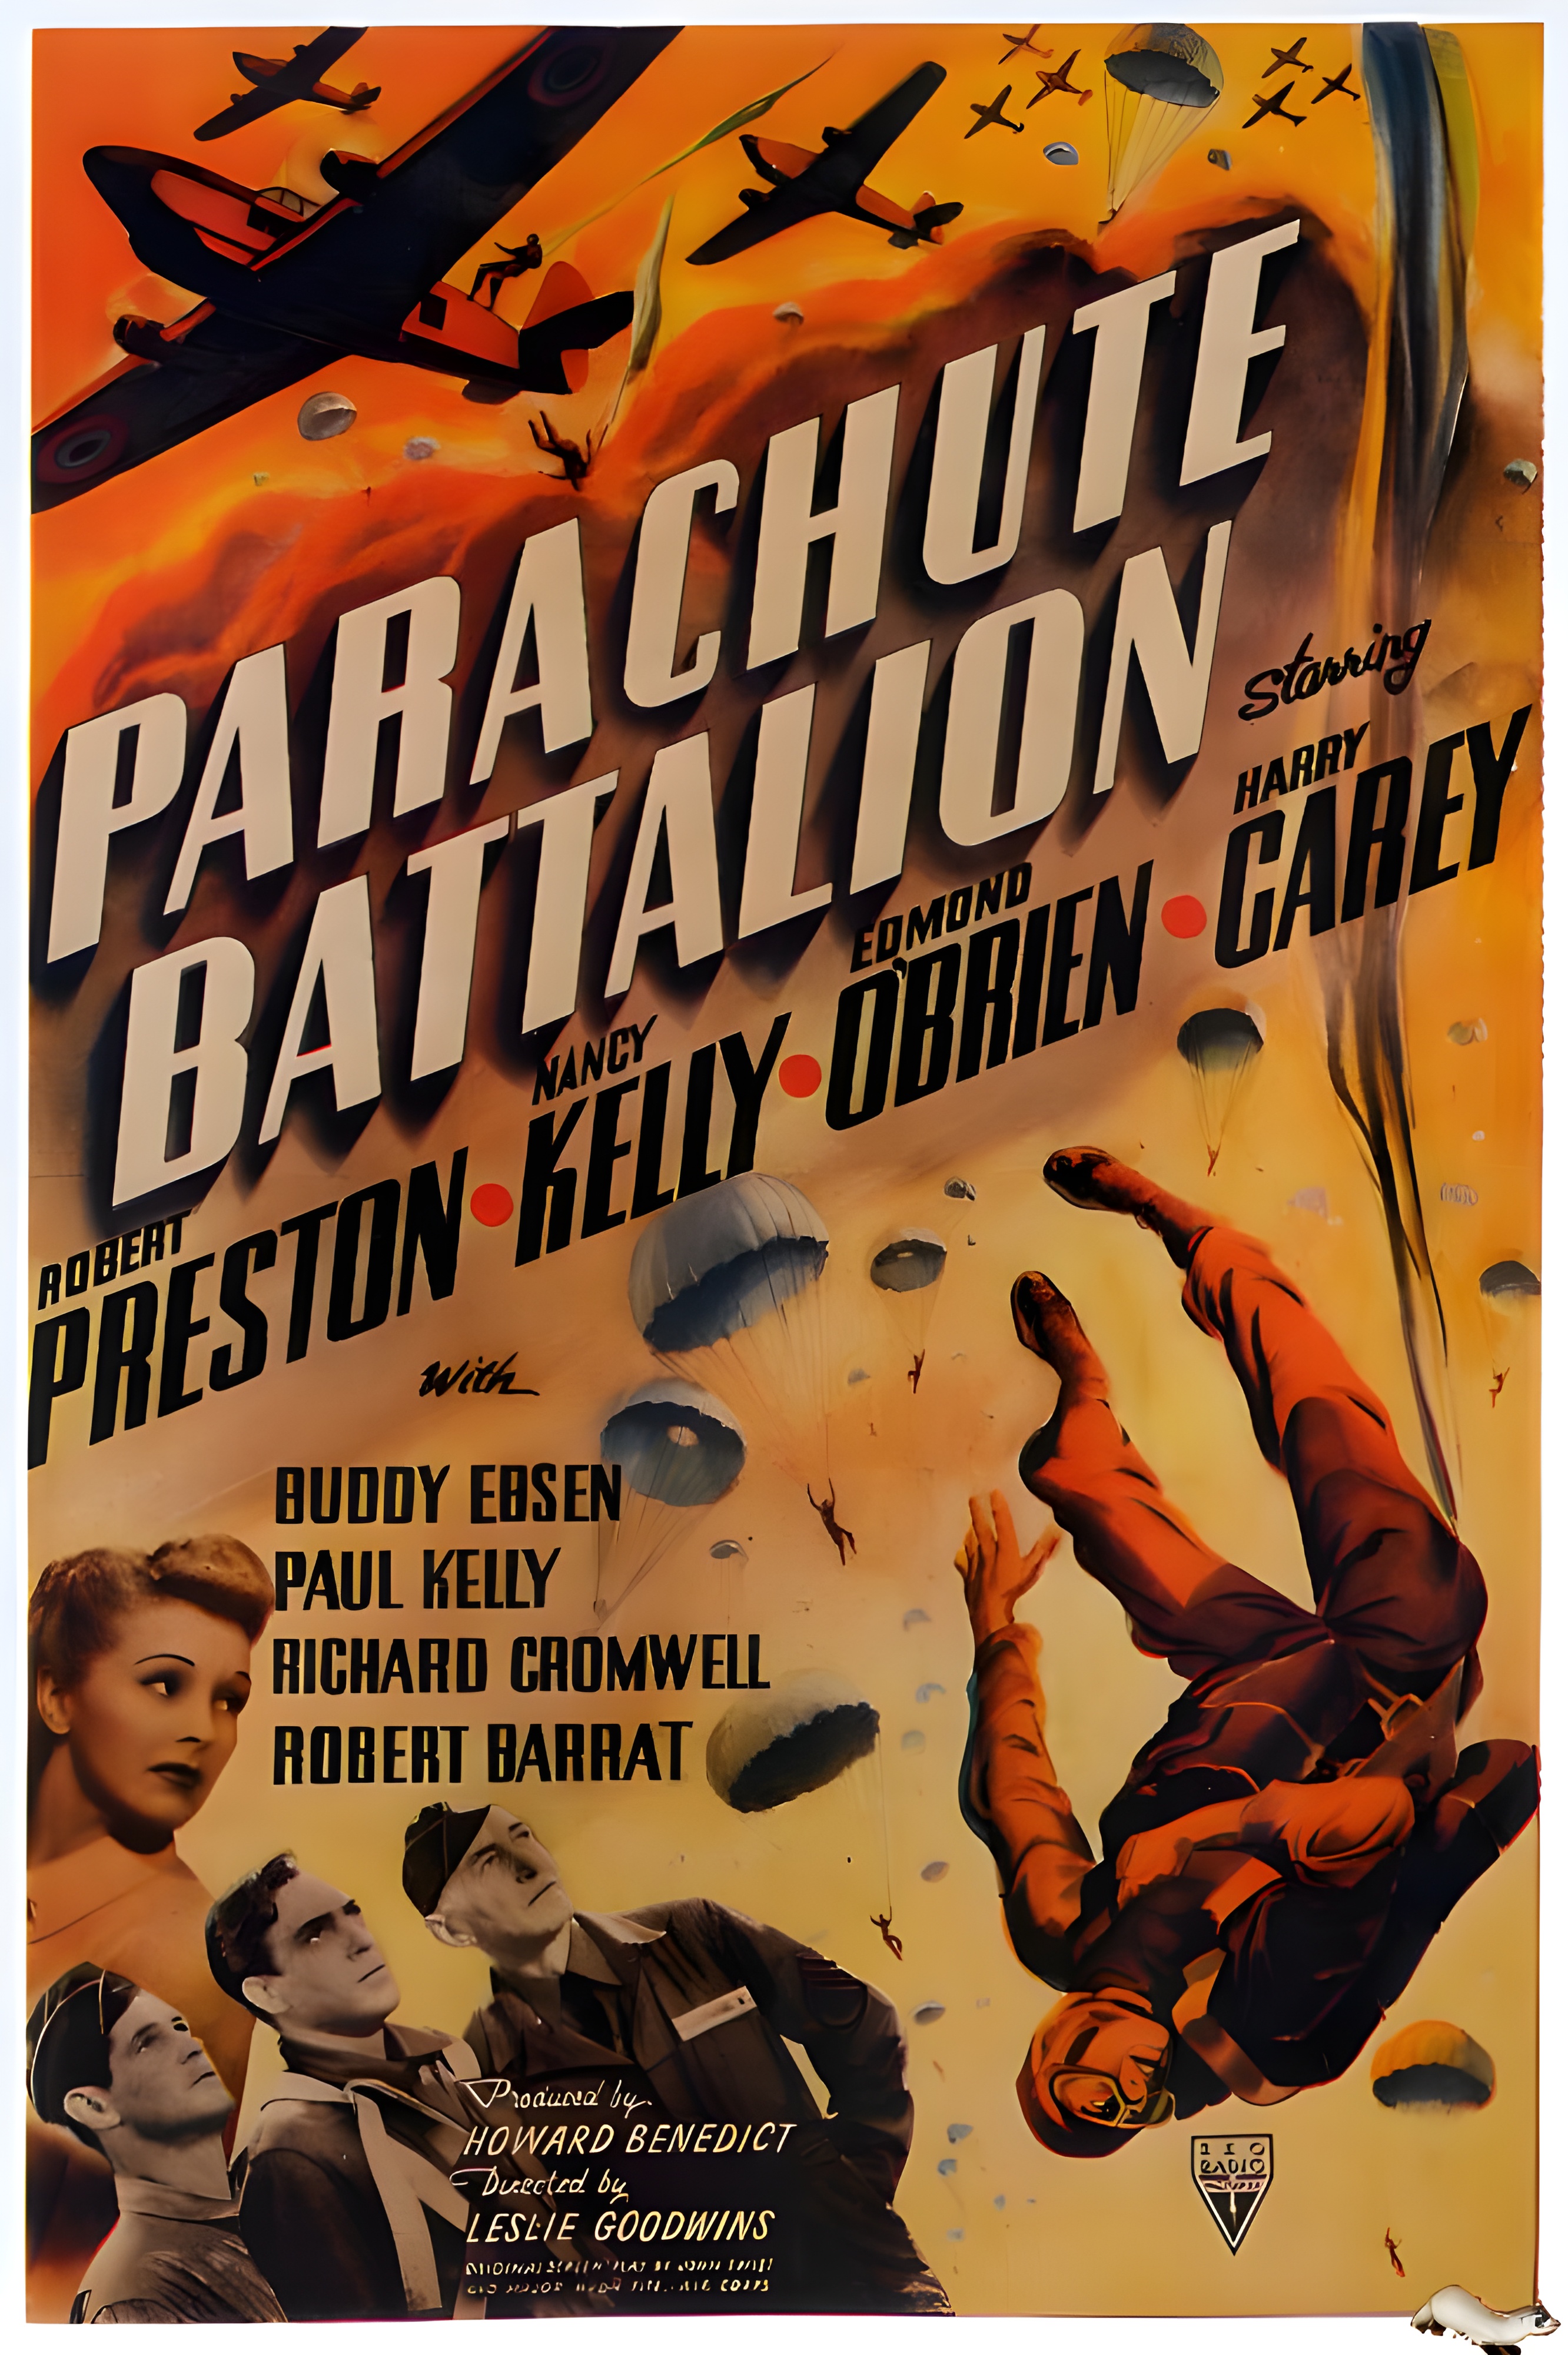 PARACHUTE
BATTALION
Starring
ROBERT
PRESTON • NANCY
KELLY • EDMOND
O'BRIEN • HARRY
CAREY
With
BUDDY EBSEN
PAUL KELLY
RICHARD CROMWELL
ROBERT BARRAT
Produced by
HOWARD BENEDICT
Directed by
LESLIE GOODWINS
RADIO